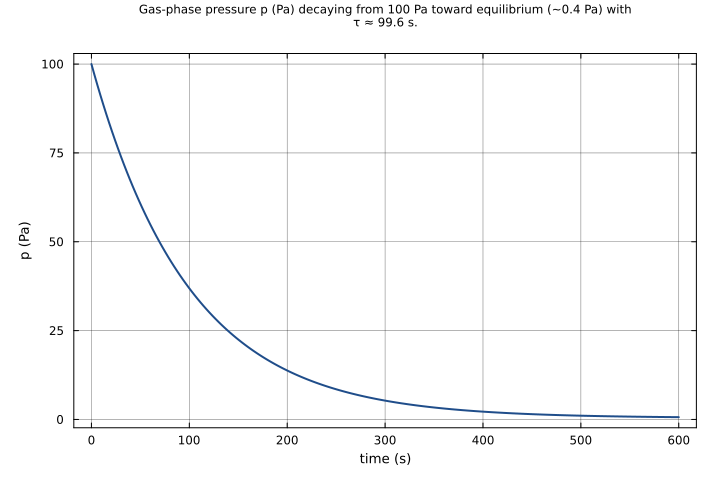 Gas-phase pressure p (Pa) decaying from 100 Pa toward equilibrium (~0.4 Pa) with
τ ≈ 99.6 s.
100
75
50
25
0
p (Pa)
0 100 200 300 400 500 600
time (s)